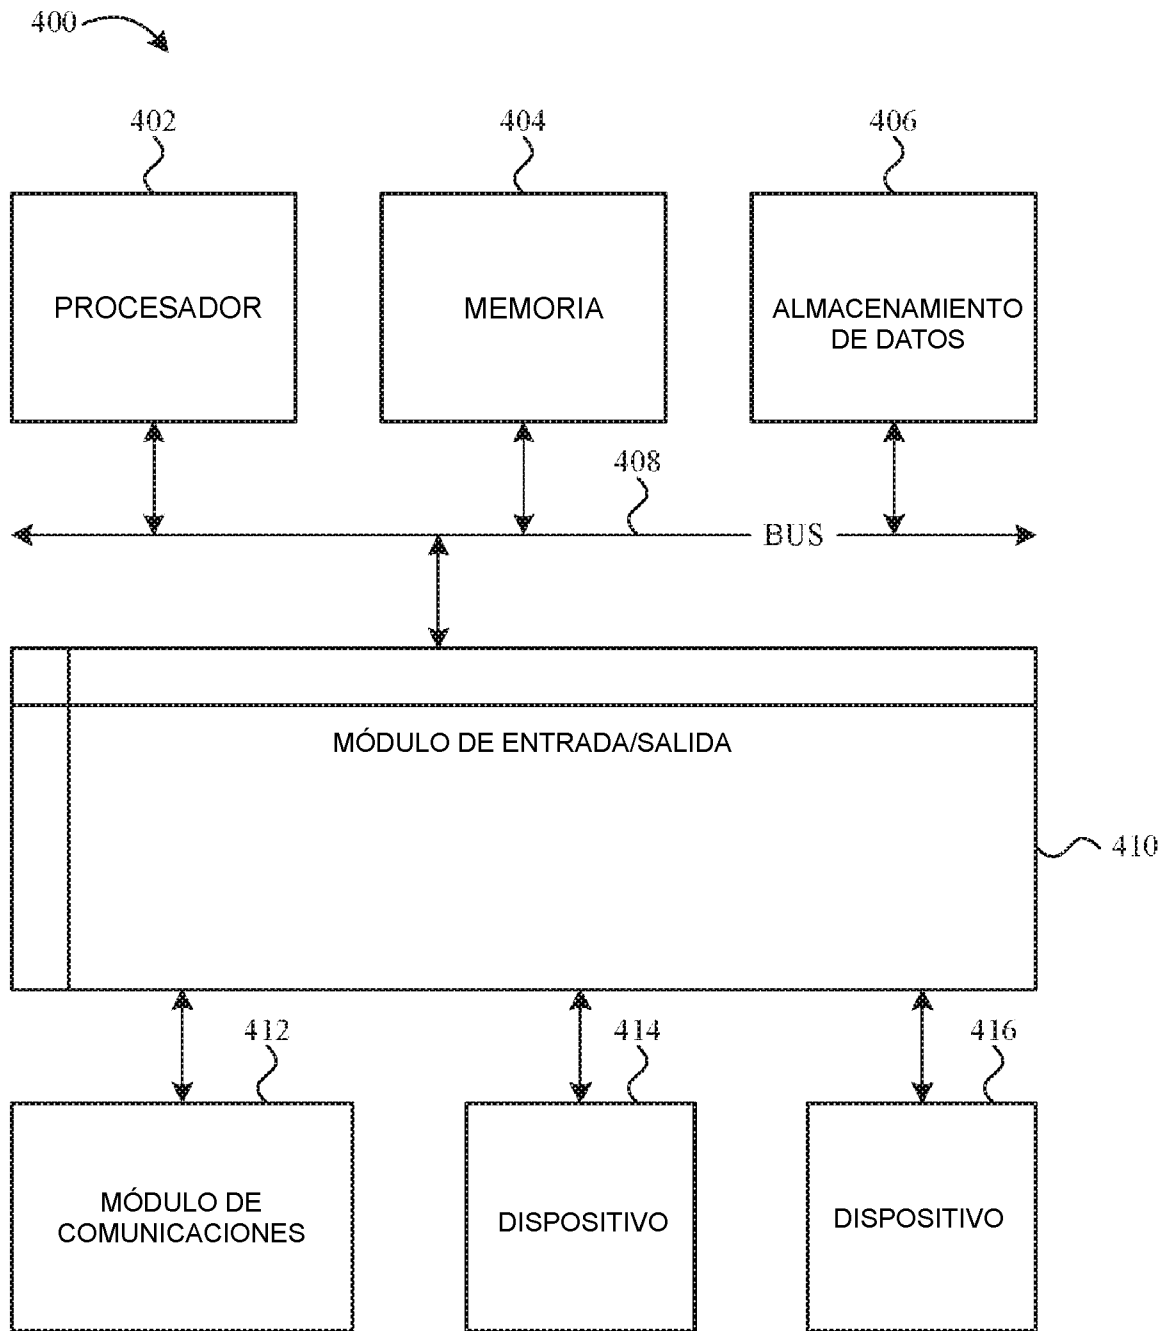 400
402
404
406
PROCESADOR
MEMORIA
ALMACENAMIENTO
DE DATOS
408
BUS
MÓDULO DE ENTRADA/SALIDA
410
412
414
416
MÓDULO DE
COMUNICACIONES
DISPOSITIVO
DISPOSITIVO